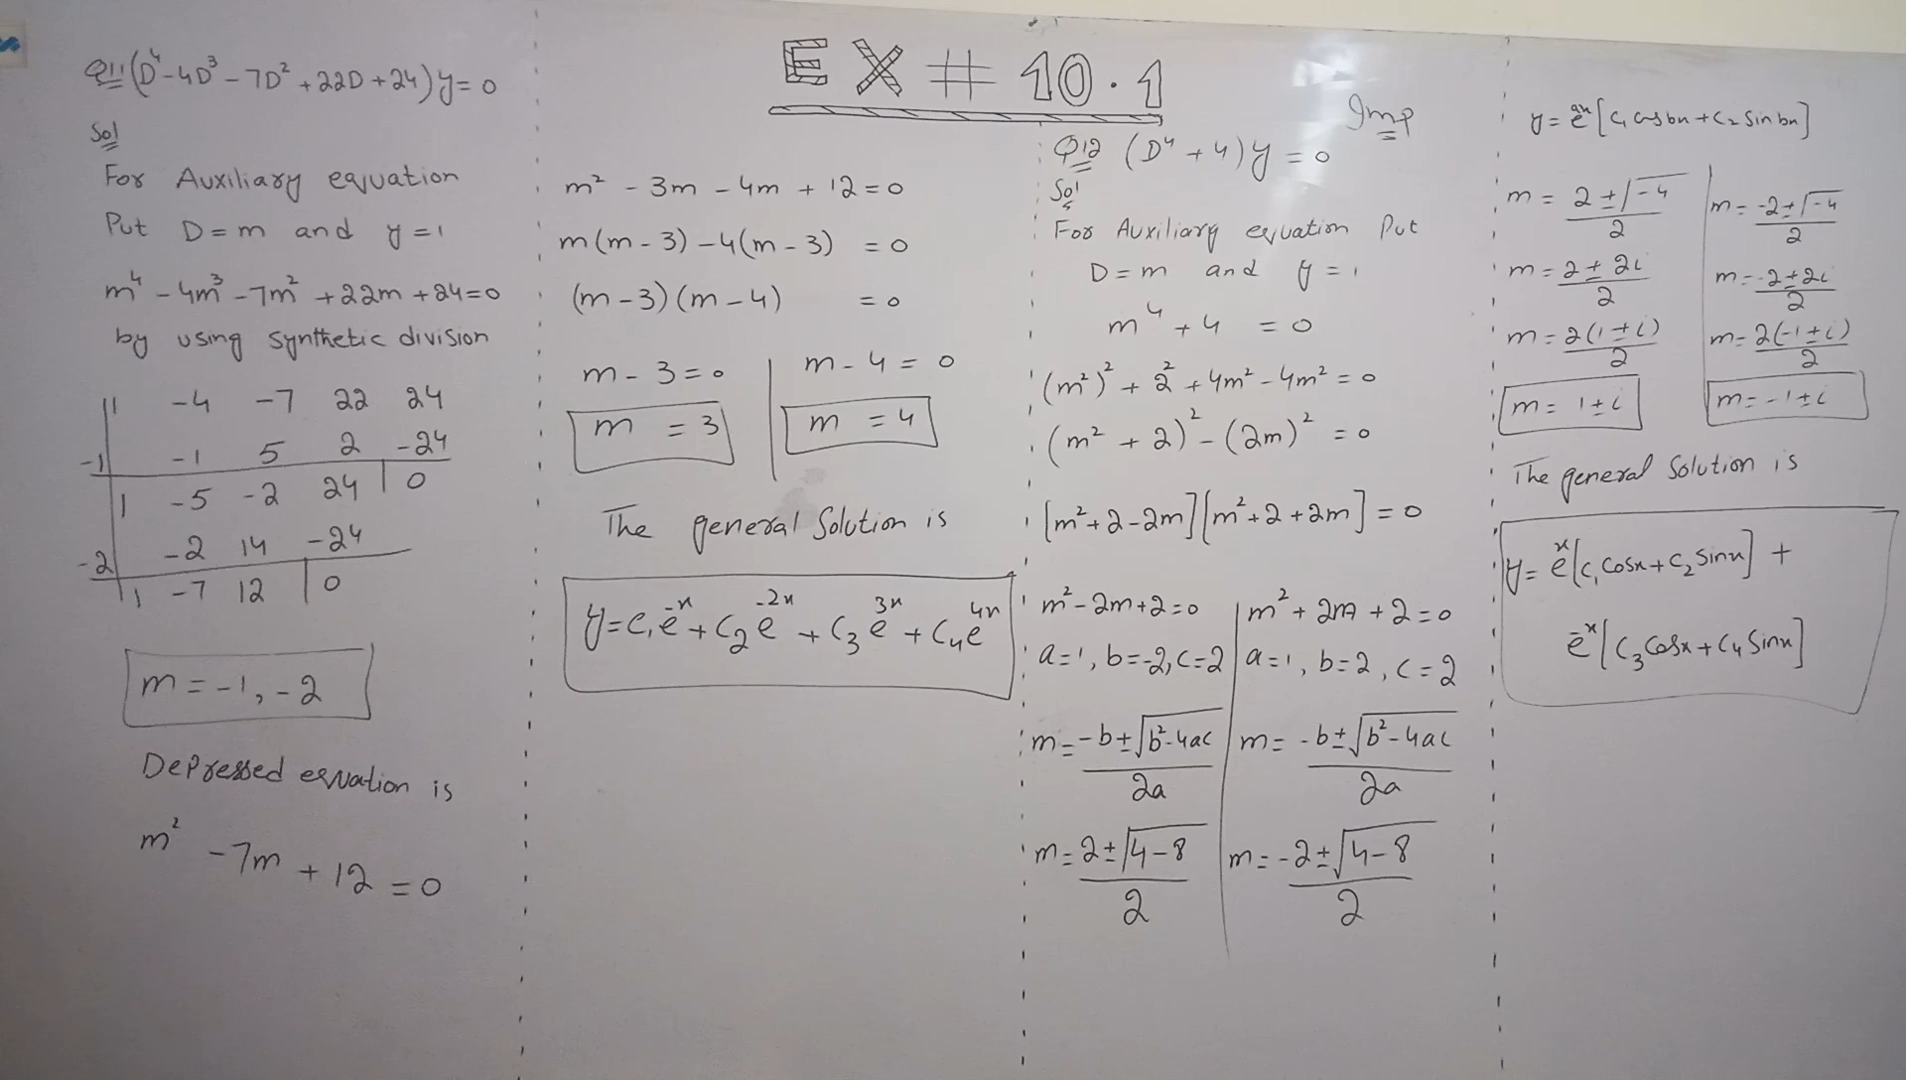 EX # 10.1
Q11 (D⁴ - 4D³ - 7D² + 22D + 24) y = 0
Sol
For Auxiliary equation
Put D = m and y = 1
m⁴ - 4m³ - 7m² + 22m + 24 = 0
by using synthetic division
1 -4 -7 22 24
-1 -1 5 2 -24
1 -5 -2 24 0
-2 -2 14 -24
1 -7 12 0
m = -1, -2
Depressed equation is
m² - 7m + 12 = 0
m² - 3m - 4m + 12 = 0
m(m - 3) - 4(m - 3) = 0
(m - 3)(m - 4) = 0
m - 3 = 0 | m - 4 = 0
m = 3 | m = 4
The general Solution is
y = c₁e⁻ˣ + c₂e⁻²ˣ + c₃e³ˣ + c₄e⁴ˣ
Imp
Q12 (D⁴ + 4) y = 0
Sol
For Auxiliary equation Put
D = m and y = 1
m⁴ + 4 = 0
(m²)² + 2² + 4m² - 4m² = 0
(m² + 2)² - (2m)² = 0
[m² + 2 - 2m][m² + 2 + 2m] = 0
m² - 2m + 2 = 0 | m² + 2m + 2 = 0
a = 1, b = -2, c = 2 | a = 1, b = 2, c = 2
m = (-b ± √(b² - 4ac))/2a | m = (-b ± √(b² - 4ac))/2a
m = (2 ± √(4 - 8))/2 | m = (-2 ± √(4 - 8))/2
y = eᵃˣ[c₁ cos bx + c₂ Sin bx]
m = (2 ± √-4)/2 | m = (-2 ± √-4)/2
m = (2 ± 2i)/2 | m = (-2 ± 2i)/2
m = 2(1 ± i)/2 | m = 2(-1 ± i)/2
m = 1 ± i | m = -1 ± i
The general Solution is
y = eˣ[c₁ Cosx + c₂ Sinx] +
e⁻ˣ[c₃ Cosx + c₄ Sinx]